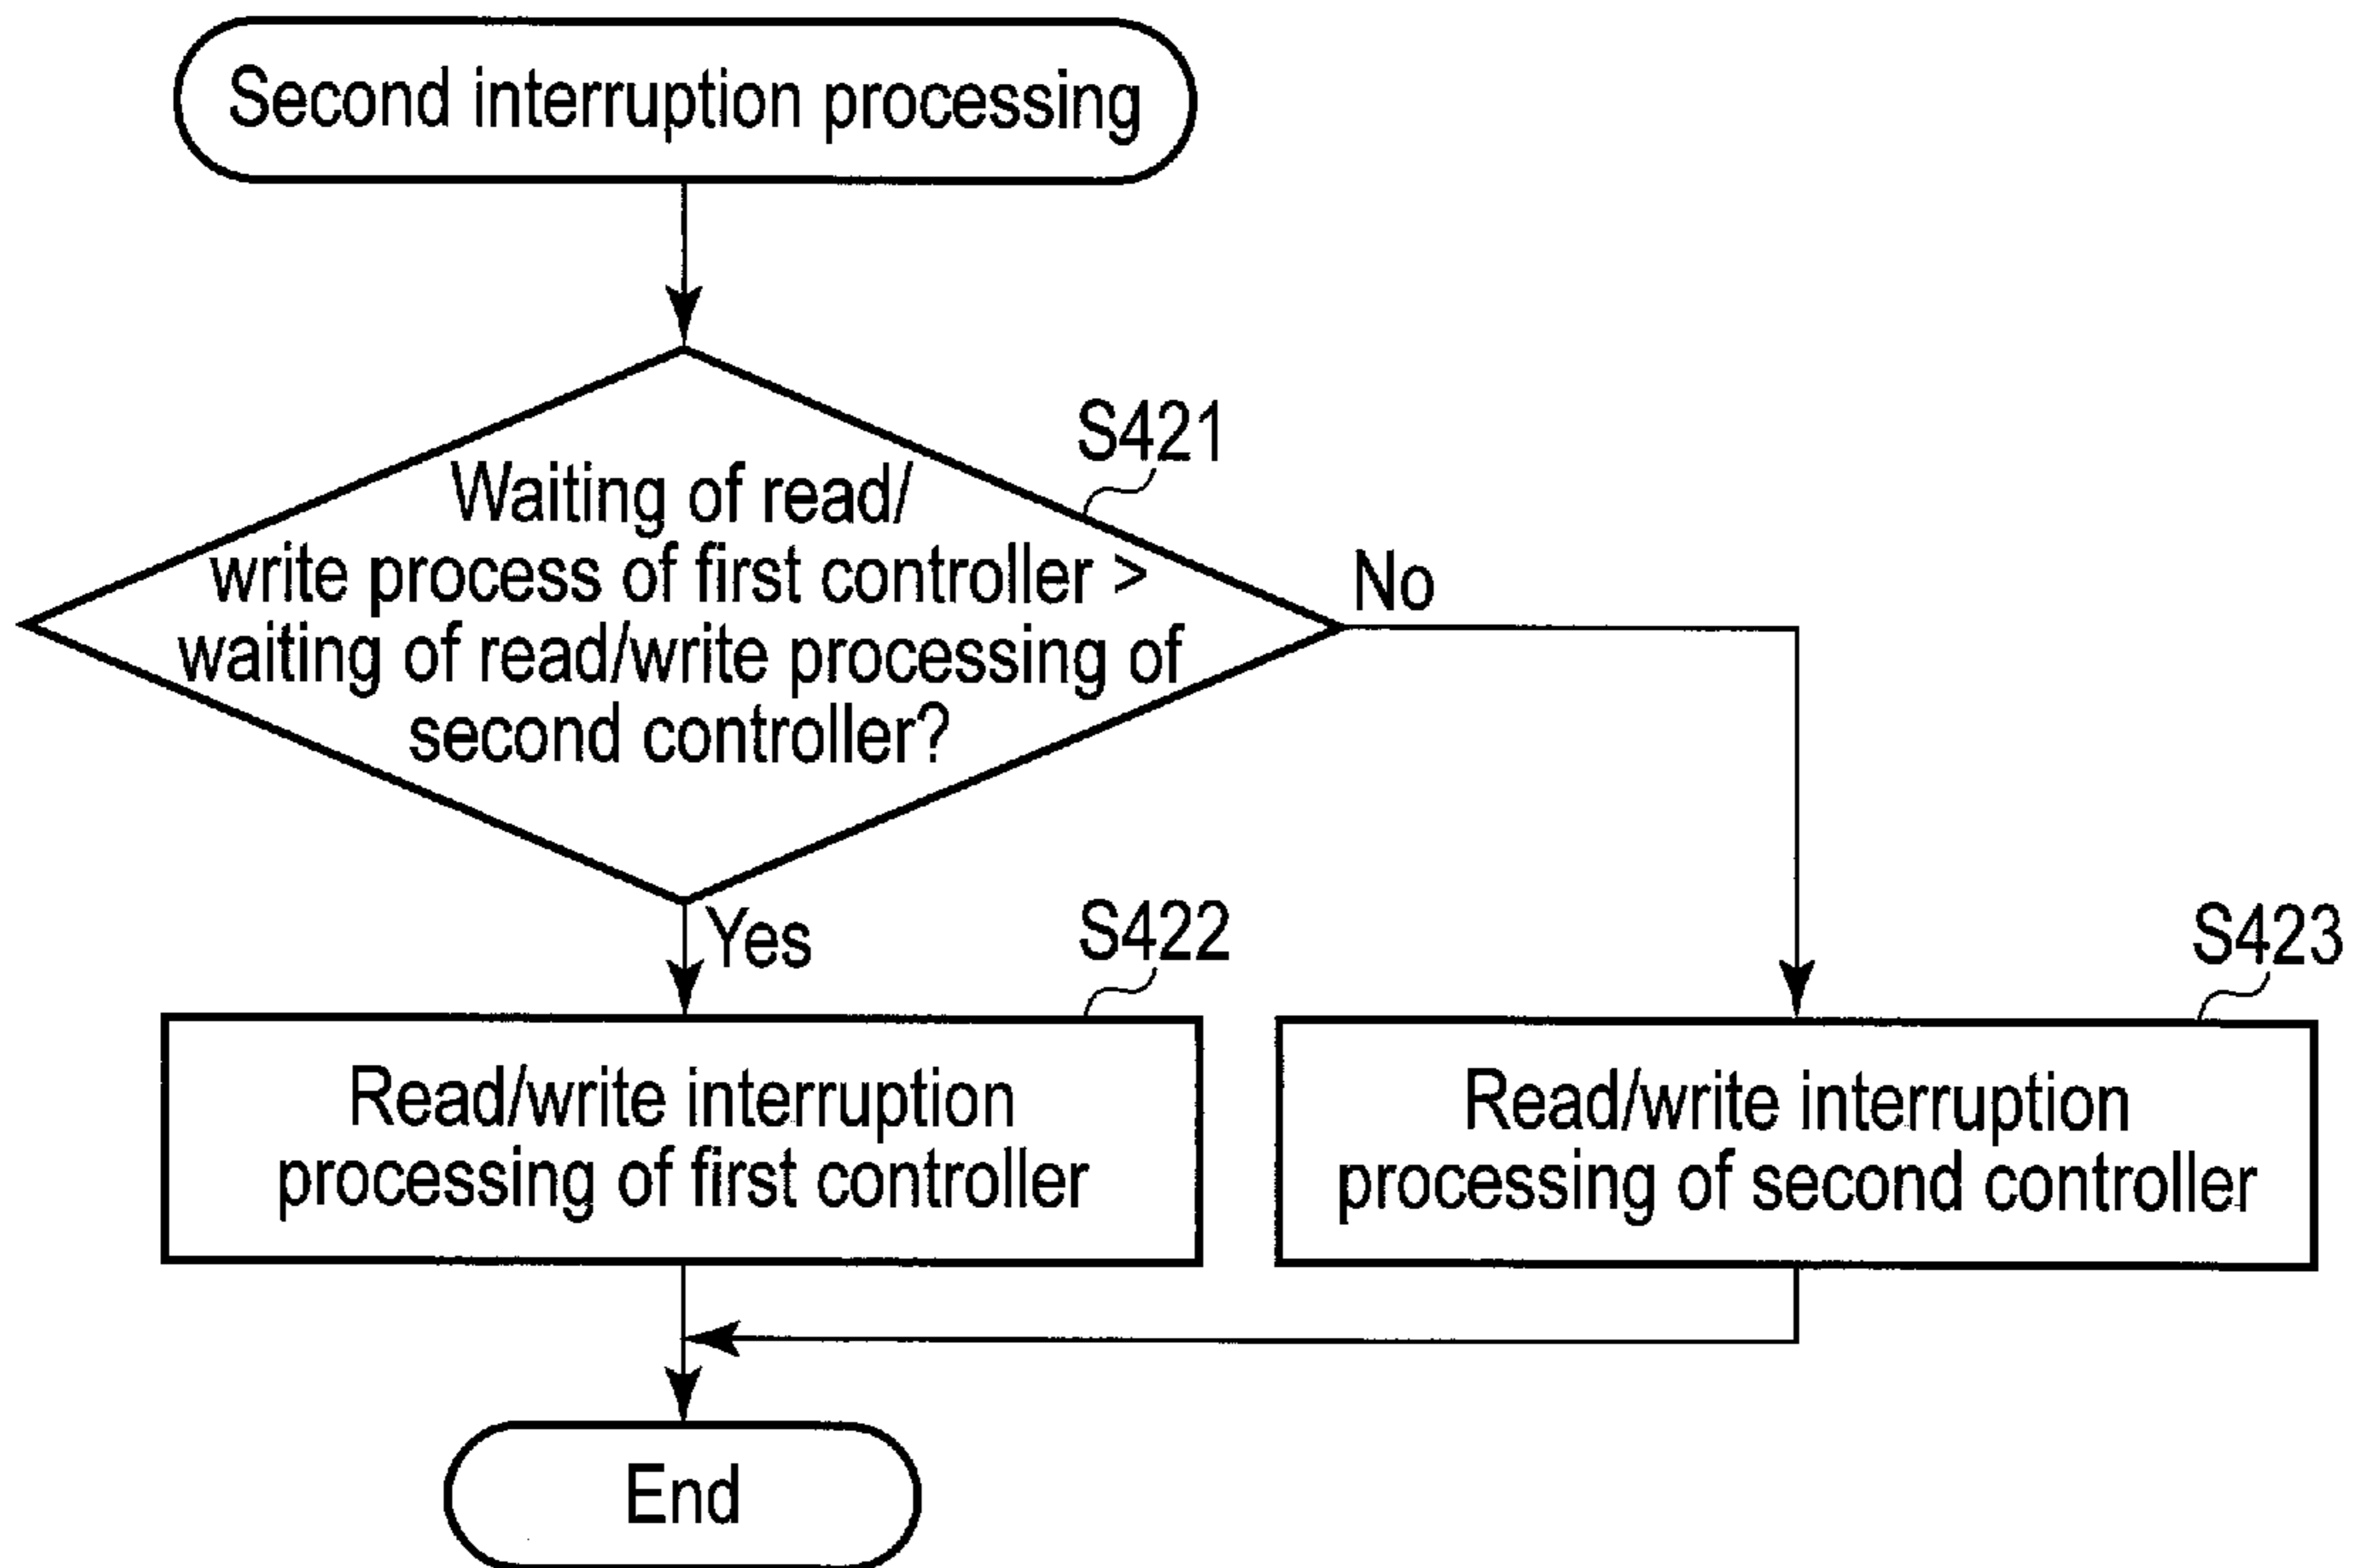 Second interruption processing
S421
Waiting of read/
write process of first controller >
waiting of read/write processing of
second controller?
No
Yes
S422
Read/write interruption
processing of first controller
S423
Read/write interruption
processing of second controller
End